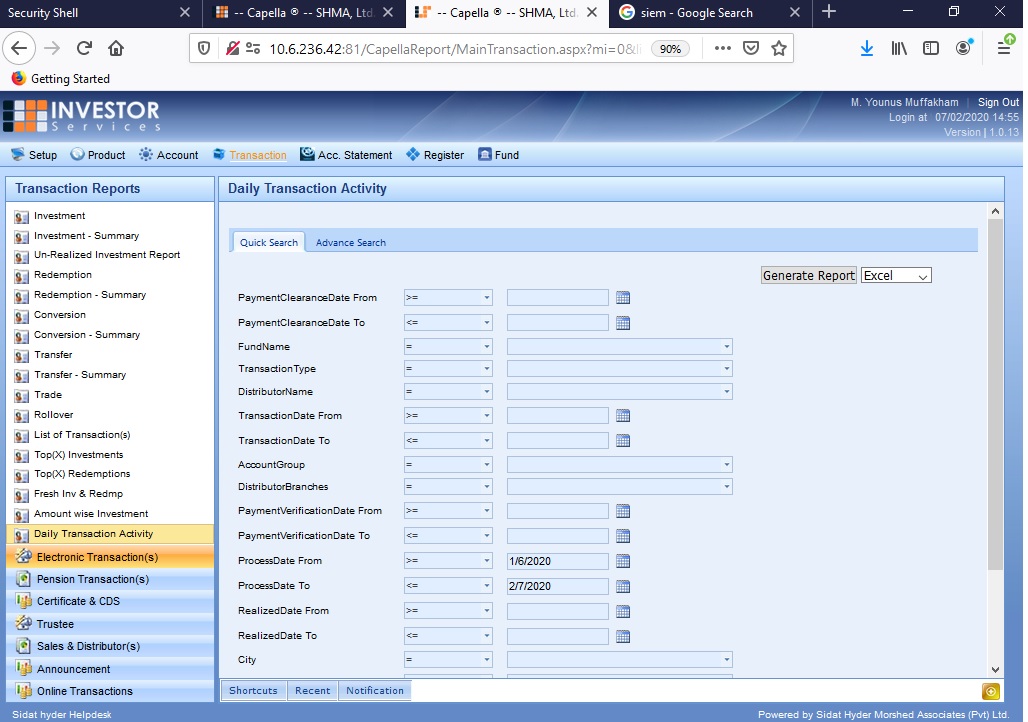 Security Shell
-- Capella ® -- SHMA, Ltd.
-- Capella ® -- SHMA, Ltd.
siem - Google Search
10.6.236.42:81/CapellaReport/MainTransaction.aspx?mi=0&
90%
Getting Started
INVESTOR
Services
M. Younus Muffakham | Sign Out
Login at 07/02/2020 14:55
Version | 1.0.13
Setup Product Account Transaction Acc. Statement Register Fund
Transaction Reports
Investment
Investment - Summary
Un-Realized Investment Report
Redemption
Redemption - Summary
Conversion
Conversion - Summary
Transfer
Transfer - Summary
Trade
Rollover
List of Transaction(s)
Top(X) Investments
Top(X) Redemptions
Fresh Inv & Redmp
Amount wise Investment
Daily Transaction Activity
Electronic Transaction(s)
Pension Transaction(s)
Certificate & CDS
Trustee
Sales & Distributor(s)
Announcement
Online Transactions
Daily Transaction Activity
Quick Search Advance Search
Generate Report Excel
PaymentClearanceDate From >=
PaymentClearanceDate To <=
FundName =
TransactionType =
DistributorName =
TransactionDate From >=
TransactionDate To <=
AccountGroup =
DistributorBranches =
PaymentVerificationDate From >=
PaymentVerificationDate To <=
ProcessDate From >= 1/6/2020
ProcessDate To <= 2/7/2020
RealizedDate From >=
RealizedDate To <=
City =
Shortcuts Recent Notification
Sidat hyder Helpdesk
Powered by Sidat Hyder Morshed Associates (Pvt) Ltd.